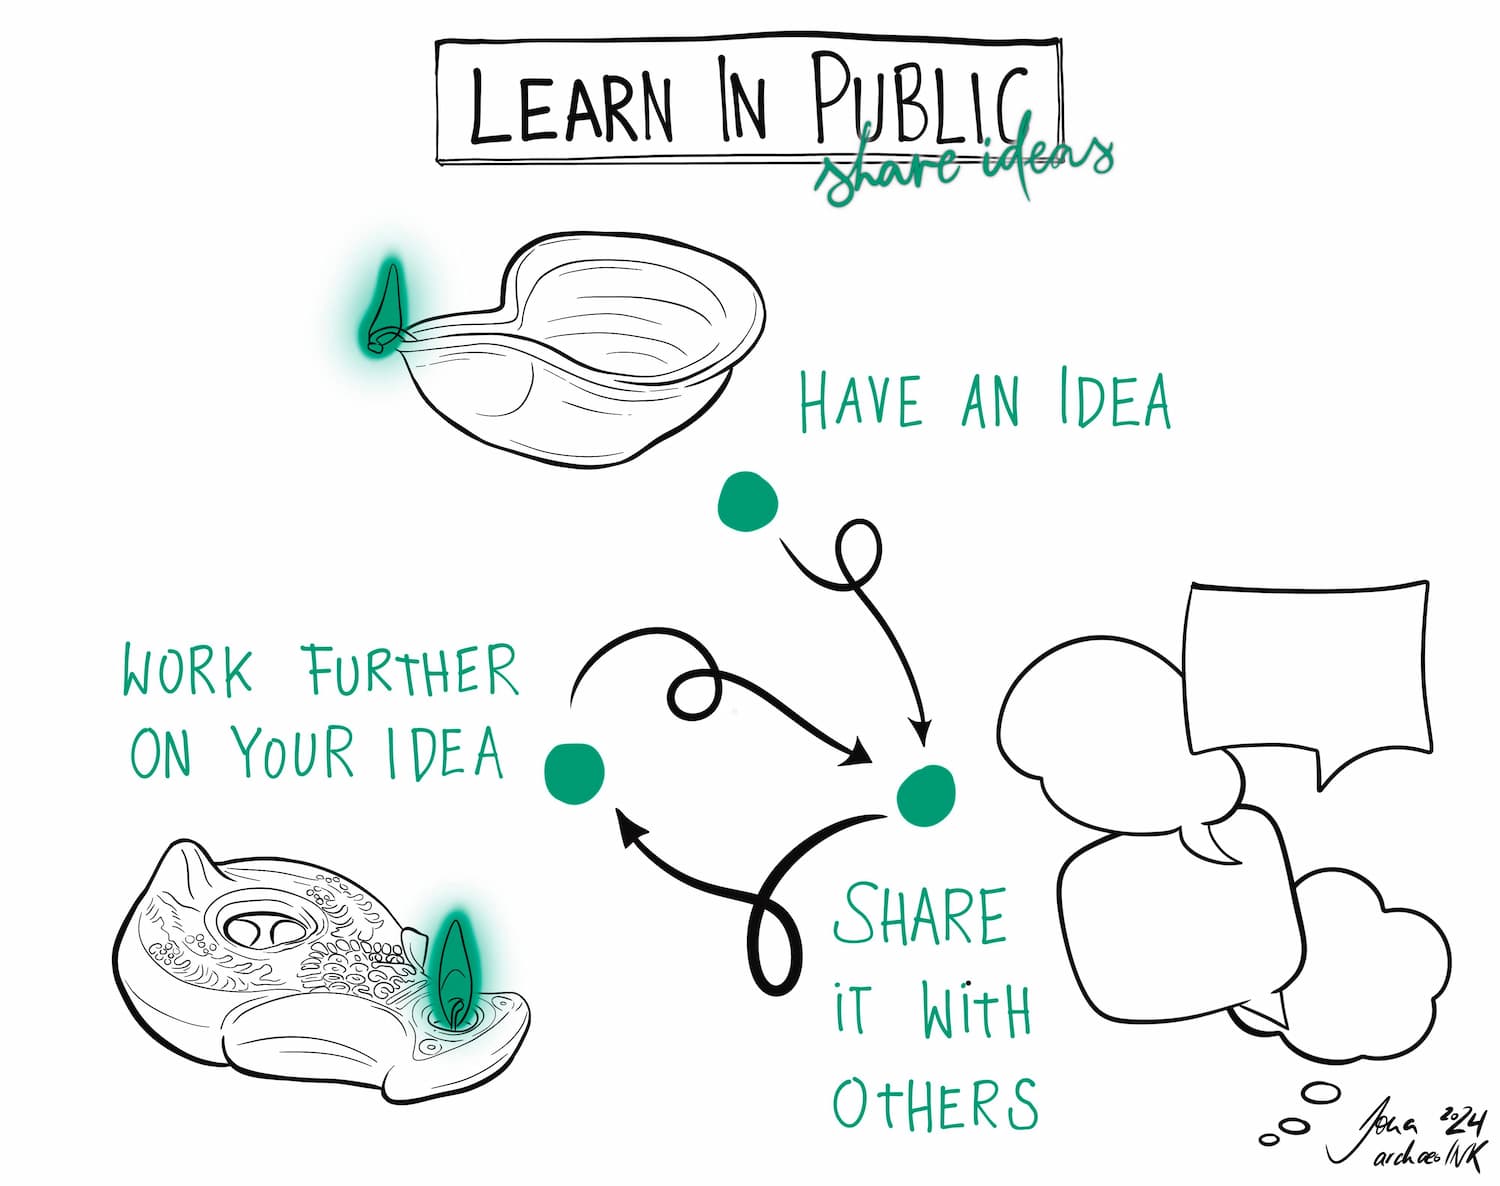 LEARN IN PUBLIC
share ideas
HAVE AN IDEA
WORK FURTHER
ON YOUR IDEA
SHARE
IT WITH
OTHERS
Jona 2024
archaeoINK